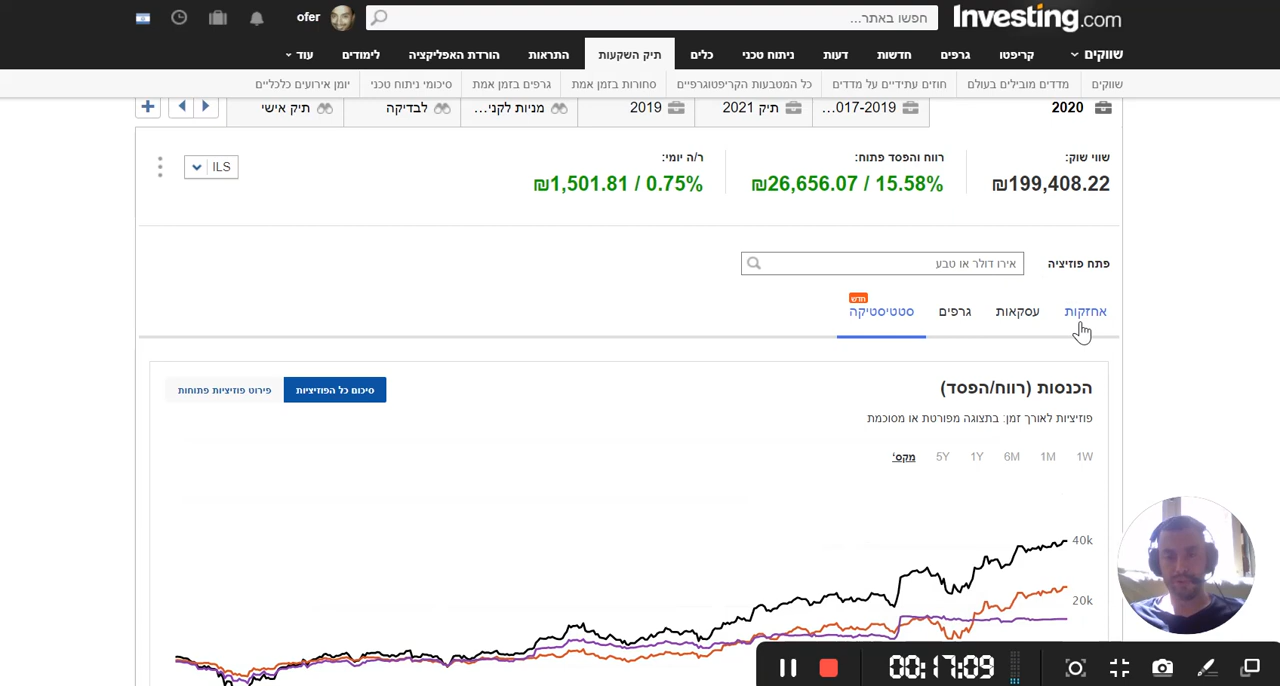 ofer
חפשו באתר...
Investing.com
שווקים
קריפטו
גרפים
חדשות
דעות
ניתוח טכני
כלים
תיק השקעות
התראות
הורדת האפליקציה
לימודים
עוד
שווקים
מדדים מובילים בעולם
חוזים עתידיים על מדדים
כל המטבעות הקריפטוגרפיים
סחורות בזמן אמת
גרפים בזמן אמת
סיכומי ניתוח טכני
יומן אירועים כלכליים
2020
...017-2019
תיק 2021
2019
מניות לקני...
לבדיקה
תיק אישי
שווי שוק:
₪199,408.22
רווח והפסד פתוח:
₪26,656.07 / 15.58%
ר/ה יומי:
₪1,501.81 / 0.75%
ILS
פתח פוזיציה
אירו דולר או טבע
אחזקות
עסקאות
גרפים
סטטיסטיקה
חדש
הכנסות (רווח/הפסד)
סיכום כל הפוזיציות
פירוט פוזיציות פתוחות
פוזיציות לאורך זמן: בתצוגה מפורטת או מסוכמת
1W
1M
6M
1Y
5Y
מקס'
40k
20k
00:17:09